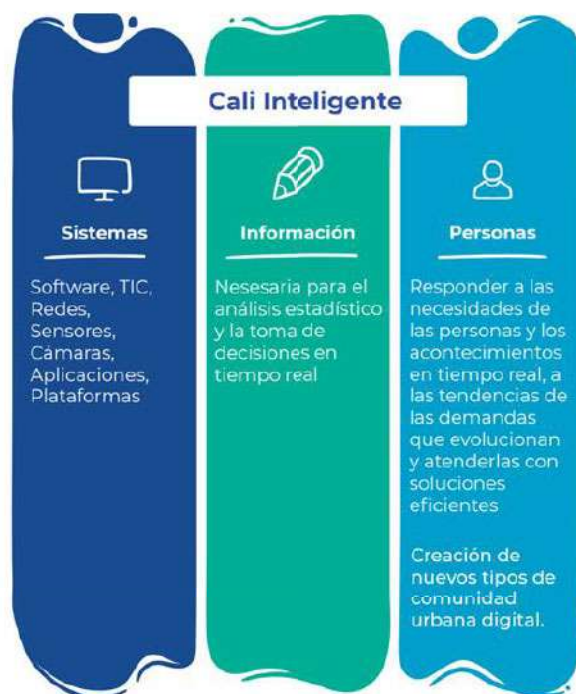 Cali Inteligente
Sistemas
Software, TIC,
Redes,
Sensores,
Cámaras,
Aplicaciones,
Plataformas
Información
Nesesaria para el
análisis estadístico
y la toma de
decisiones en
tiempo real
Personas
Responder a las
necesidades de
las personas y los
acontecimientos
en tiempo real, a
las tendencias de
las demandas
que evolucionan
y atenderlas con
soluciones
eficientes
Creación de
nuevos tipos de
comunidad
urbana digital.